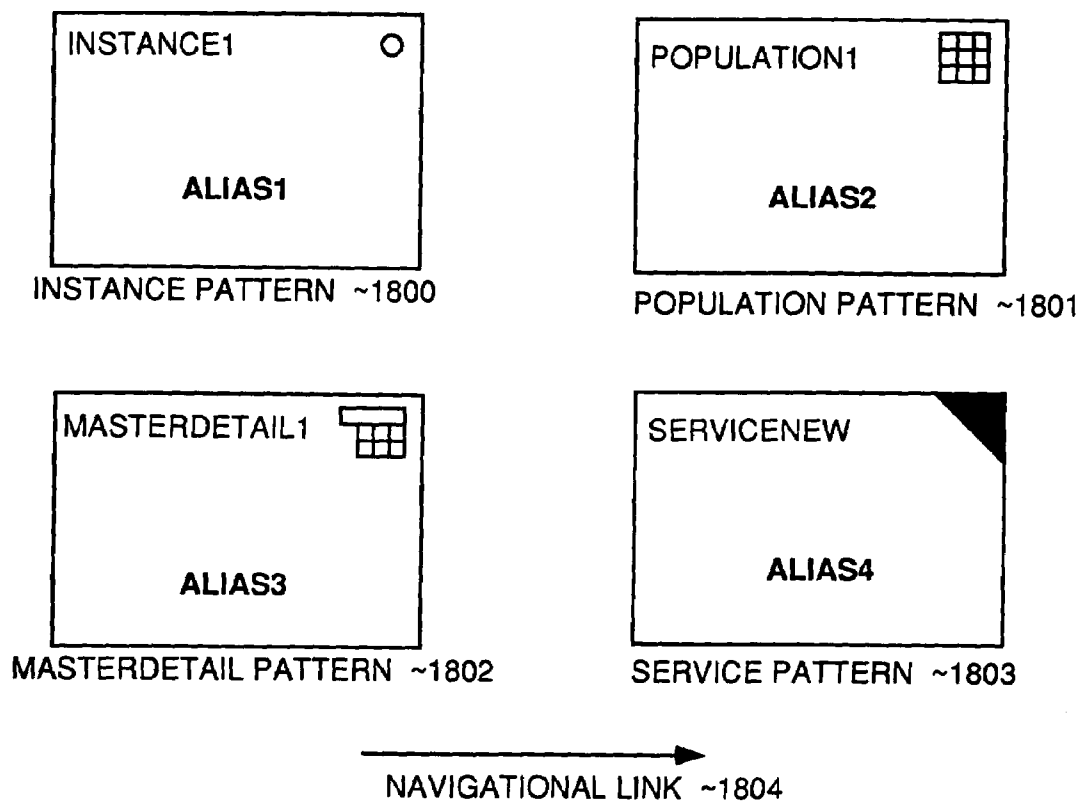 INSTANCE1
ALIAS1
INSTANCE PATTERN ~1800
POPULATION1
ALIAS2
POPULATION PATTERN ~1801
MASTERDETAIL1
ALIAS3
MASTERDETAIL PATTERN ~1802
SERVICENEW
ALIAS4
SERVICE PATTERN ~1803
NAVIGATIONAL LINK ~1804